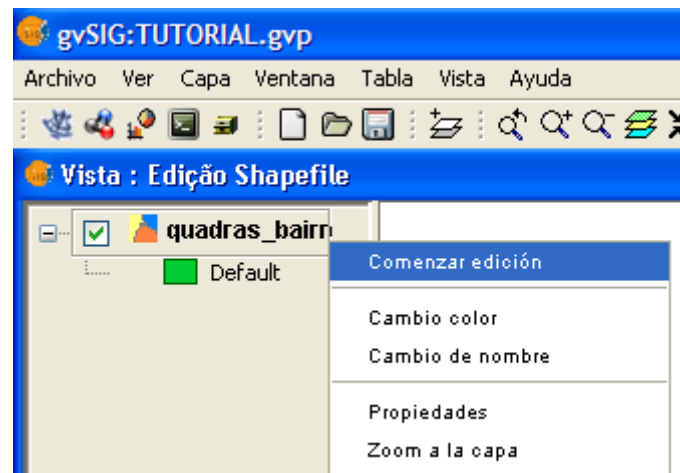 gvSIG:TUTORIAL.gvp
Archivo Ver Capa Ventana Tabla Vista Ayuda
Vista : Edição Shapefile
quadras_bairr
Comenzar edición
Default
Cambio color
Cambio de nombre
Propiedades
Zoom a la capa